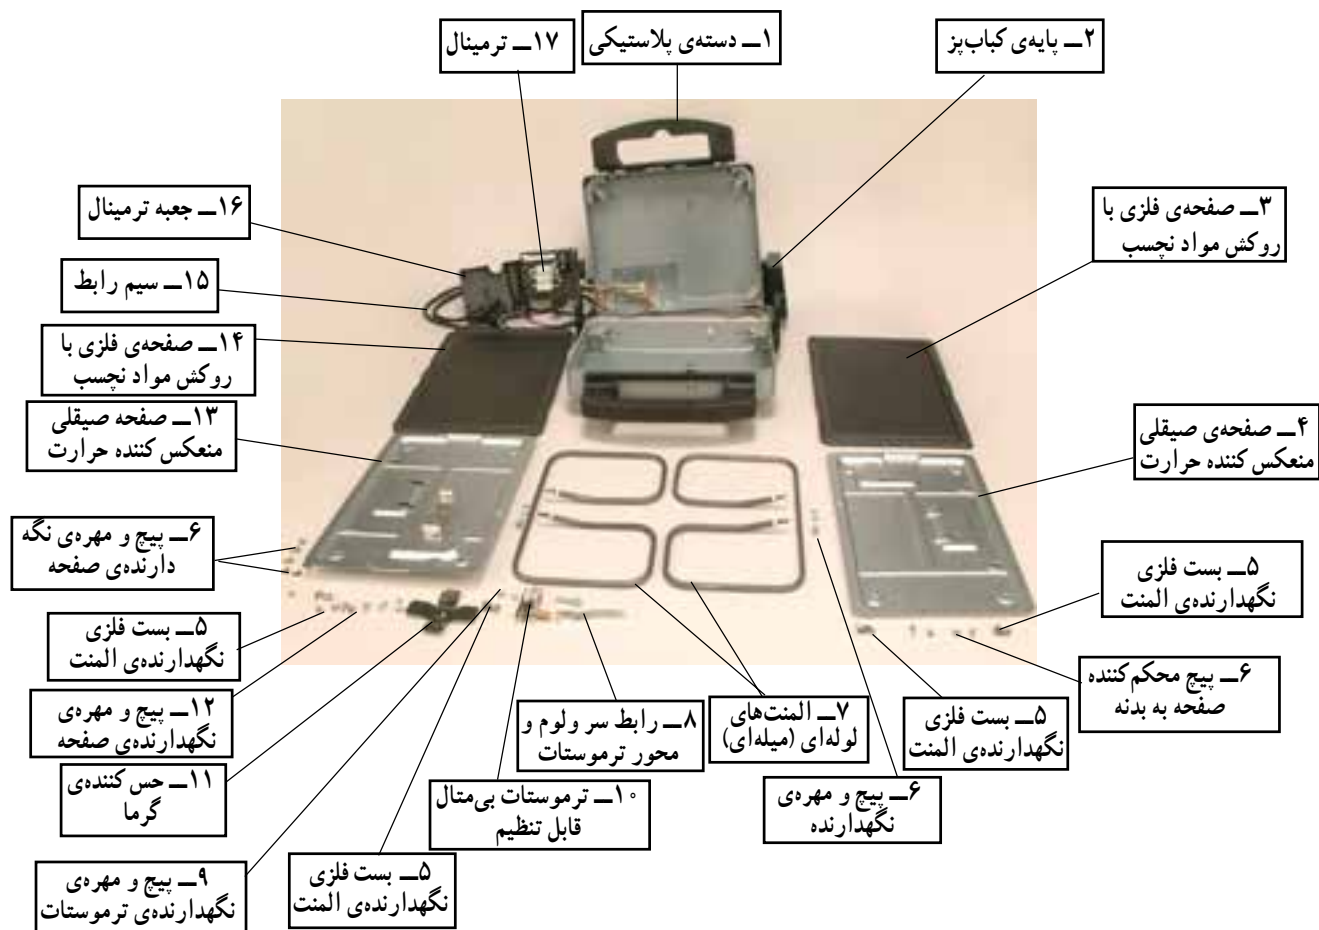 ۱ــ دسته‌ی پلاستیکی
۲ــ پایه‌ی کباب‌پز
۱۷ــ ترمینال
۳ــ صفحه‌ی فلزی با
روکش مواد نچسب
۱۶ــ جعبه ترمینال
۱۵ــ سیم رابط
۱۴ــ صفحه‌ی فلزی با
روکش مواد نچسب
۴ــ صفحه‌ی صیقلی
منعکس کننده حرارت
۱۳ــ صفحه صیقلی
منعکس کننده حرارت
۶ــ پیچ و مهره‌ی نگه
دارنده‌ی صفحه
۵ــ بست فلزی
نگهدارنده‌ی المنت
۵ــ بست فلزی
نگهدارنده‌ی المنت
۶ــ پیچ محکم‌کننده
صفحه به بدنه
۱۲ــ پیچ و مهره‌ی
نگهدارنده‌ی صفحه
۵ــ بست فلزی
نگهدارنده‌ی المنت
۷ــ المنت‌های
لوله‌ای (میله‌ای)
۸ــ رابط سر ولوم و
محور ترموستات
۱۱ــ حس کننده‌ی
گرما
۶ــ پیچ و مهره‌ی
نگهدارنده
۱۰ــ ترموستات بی‌متال
قابل تنظیم
۵ــ بست فلزی
نگهدارنده‌ی المنت
۹ــ پیچ و مهره‌ی
نگهدارنده‌ی ترموستات